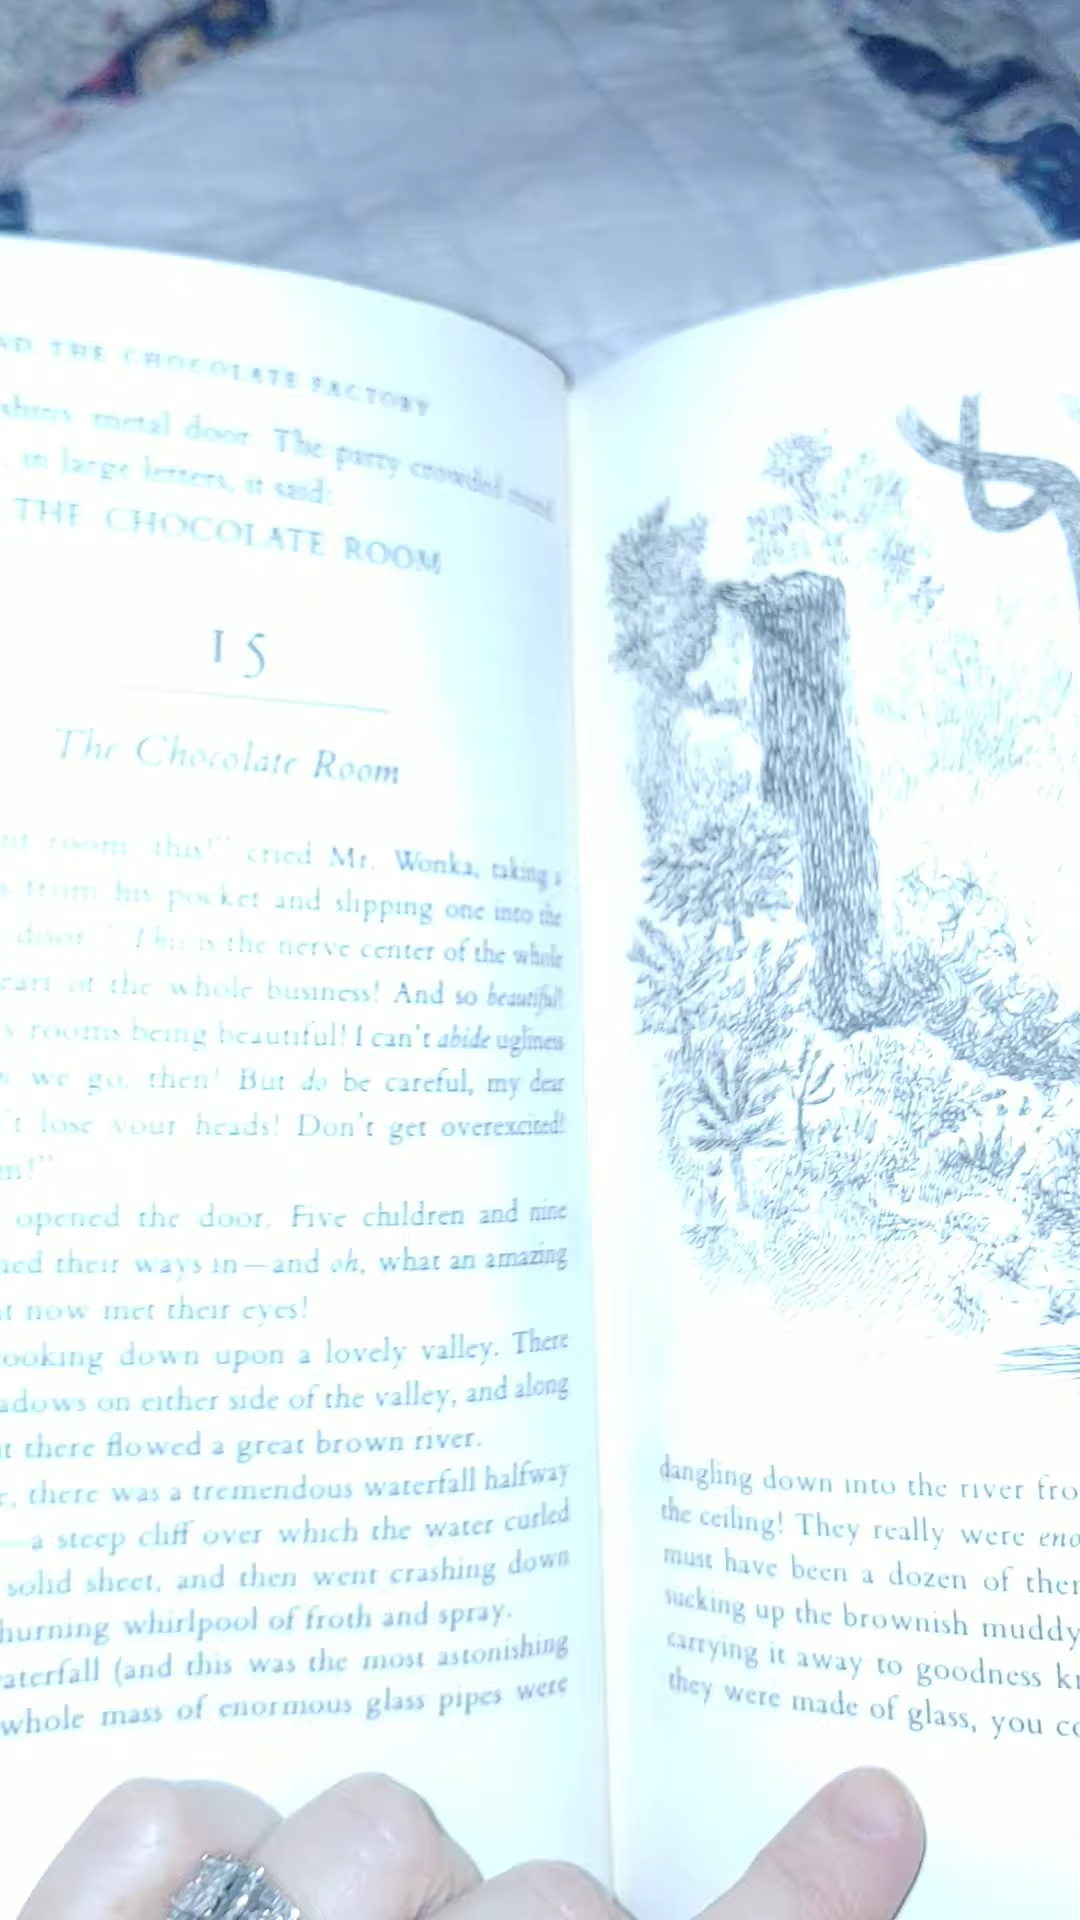 THE CHOCOLATE FACTORY
shiny metal door. The party crowded round
in large letters, it said:
THE CHOCOLATE ROOM
15
The Chocolate Room
room, this!” cried Mr. Wonka, taking a
from his pocket and slipping one into the
door. “This is the nerve center of the whole
of the whole business! And so beautiful!
rooms being beautiful! I can't abide ugliness
we go, then! But do be careful, my dear
lose your heads! Don't get overexcited!
opened the door. Five children and nine
their ways in—and oh, what an amazing
now met their eyes!
looking down upon a lovely valley. There
on either side of the valley, and along
there flowed a great brown river.
there was a tremendous waterfall halfway
—a steep cliff over which the water curled
solid sheet, and then went crashing down
whirlpool of froth and spray.
(and this was the most astonishing
whole mass of enormous glass pipes were
dangling down into the river
the ceiling! They really were
must have been a dozen of
sucking up the brownish muddy
carrying it away to goodness
they were made of glass, you